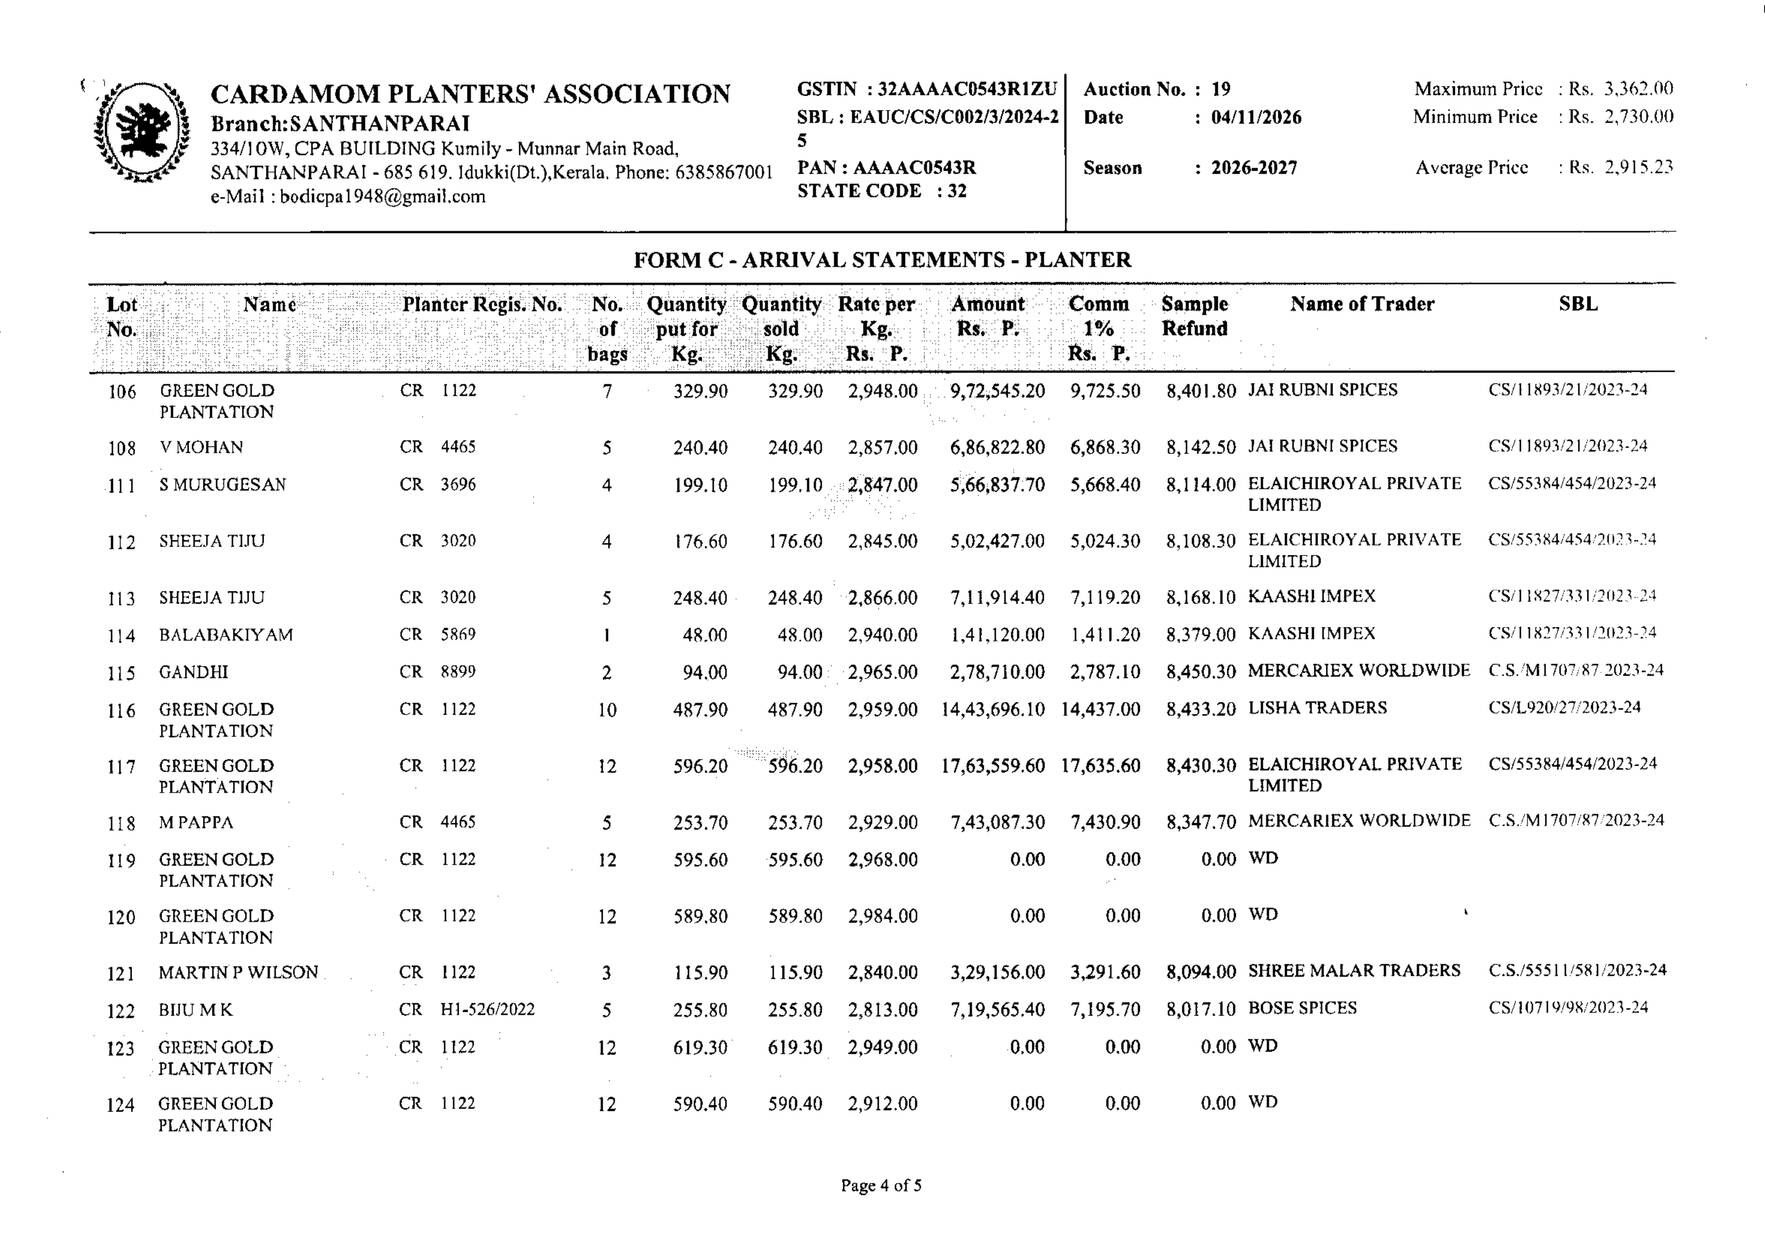 CARDAMOM PLANTERS' ASSOCIATION
Branch:SANTHANPARAI
334/10W, CPA BUILDING Kumily - Munnar Main Road,
SANTHANPARAI - 685 619. Idukki(Dt.),Kerala. Phone: 6385867001
e-Mail : bodicpa1948@gmail.com
GSTIN : 32AAAAC0543R1ZU
SBL : EAUC/CS/C002/3/2024-2
5
PAN : AAAAC0543R
STATE CODE : 32
Auction No. : 19
Date : 04/11/2026
Season : 2026-2027
Maximum Price : Rs. 3,362.00
Minimum Price : Rs. 2,730.00
Average Price : Rs. 2,915.23
FORM C - ARRIVAL STATEMENTS - PLANTER
Lot Name Planter Regis. No. No. Quantity Quantity Rate per Amount Comm Sample Name of Trader SBL
No. of put for sold Kg. Rs. P. 1% Refund
bags Kg. Kg. Rs. P. Rs. P.
106 GREEN GOLD CR 1122 7 329.90 329.90 2,948.00 9,72,545.20 9,725.50 8,401.80 JAI RUBNI SPICES CS/11893/21/2023-24
PLANTATION
108 V MOHAN CR 4465 5 240.40 240.40 2,857.00 6,86,822.80 6,868.30 8,142.50 JAI RUBNI SPICES CS/11893/21/2023-24
111 S MURUGESAN CR 3696 4 199.10 199.10 2,847.00 5,66,837.70 5,668.40 8,114.00 ELAICHIROYAL PRIVATE CS/55384/454/2023-24
LIMITED
112 SHEEJA TIJU CR 3020 4 176.60 176.60 2,845.00 5,02,427.00 5,024.30 8,108.30 ELAICHIROYAL PRIVATE CS/55384/454/2023-24
LIMITED
113 SHEEJA TIJU CR 3020 5 248.40 248.40 2,866.00 7,11,914.40 7,119.20 8,168.10 KAASHI IMPEX CS/11827/331/2023-24
114 BALABAKIYAM CR 5869 1 48.00 48.00 2,940.00 1,41,120.00 1,411.20 8,379.00 KAASHI IMPEX CS/11827/331/2023-24
115 GANDHI CR 8899 2 94.00 94.00 2,965.00 2,78,710.00 2,787.10 8,450.30 MERCARIEX WORLDWIDE C.S./M1707/87/2023-24
116 GREEN GOLD CR 1122 10 487.90 487.90 2,959.00 14,43,696.10 14,437.00 8,433.20 LISHA TRADERS CS/L920/27/2023-24
PLANTATION
117 GREEN GOLD CR 1122 12 596.20 596.20 2,958.00 17,63,559.60 17,635.60 8,430.30 ELAICHIROYAL PRIVATE CS/55384/454/2023-24
PLANTATION LIMITED
118 M PAPPA CR 4465 5 253.70 253.70 2,929.00 7,43,087.30 7,430.90 8,347.70 MERCARIEX WORLDWIDE C.S./M1707/87/2023-24
119 GREEN GOLD CR 1122 12 595.60 595.60 2,968.00 0.00 0.00 0.00 WD
PLANTATION
120 GREEN GOLD CR 1122 12 589.80 589.80 2,984.00 0.00 0.00 0.00 WD
PLANTATION
121 MARTIN P WILSON CR 1122 3 115.90 115.90 2,840.00 3,29,156.00 3,291.60 8,094.00 SHREE MALAR TRADERS C.S./55511/581/2023-24
122 BIJU M K CR H1-526/2022 5 255.80 255.80 2,813.00 7,19,565.40 7,195.70 8,017.10 BOSE SPICES CS/10719/98/2023-24
123 GREEN GOLD CR 1122 12 619.30 619.30 2,949.00 0.00 0.00 0.00 WD
PLANTATION
124 GREEN GOLD CR 1122 12 590.40 590.40 2,912.00 0.00 0.00 0.00 WD
PLANTATION
Page 4 of 5